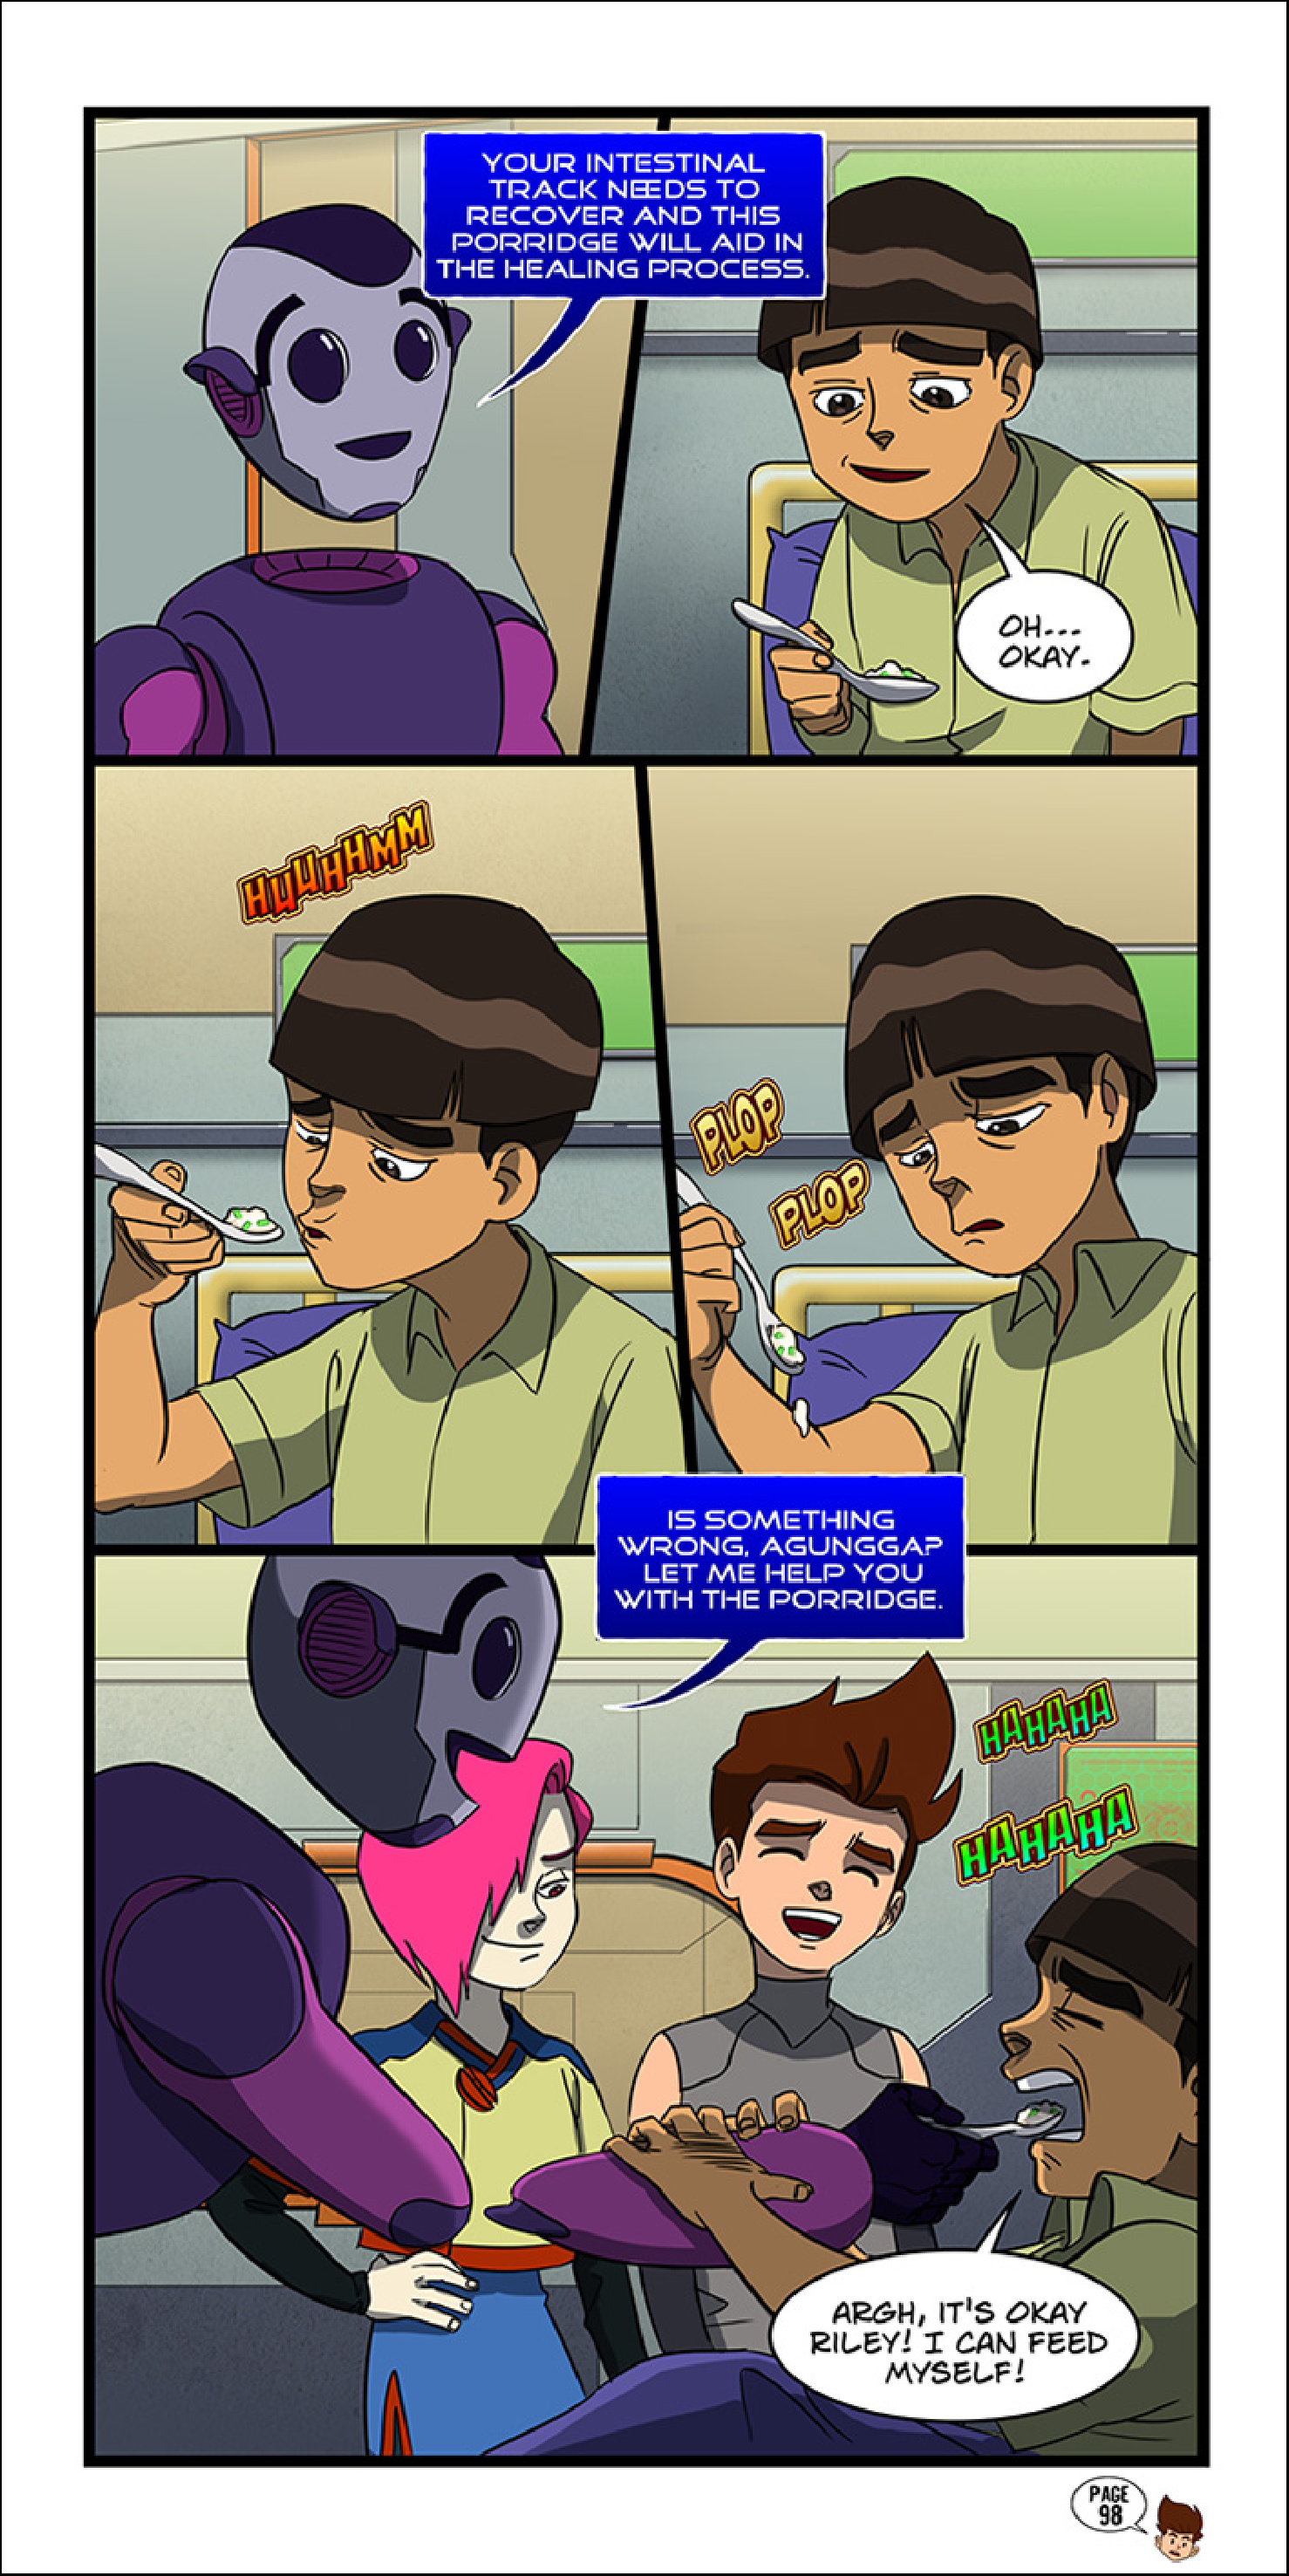 YOUR INTESTINAL
TRACK NEEDS TO
RECOVER AND THIS
PORRIDGE WILL AID IN
THE HEALING PROCESS.
OH...
OKAY.
HUUHHMM
PLOP
PLOP
IS SOMETHING
WRONG, AGUNGGA?
LET ME HELP YOU
WITH THE PORRIDGE.
HAHAHA
HAHAHA
ARGH, IT'S OKAY
RILEY! I CAN FEED
MYSELF!
PAGE
98